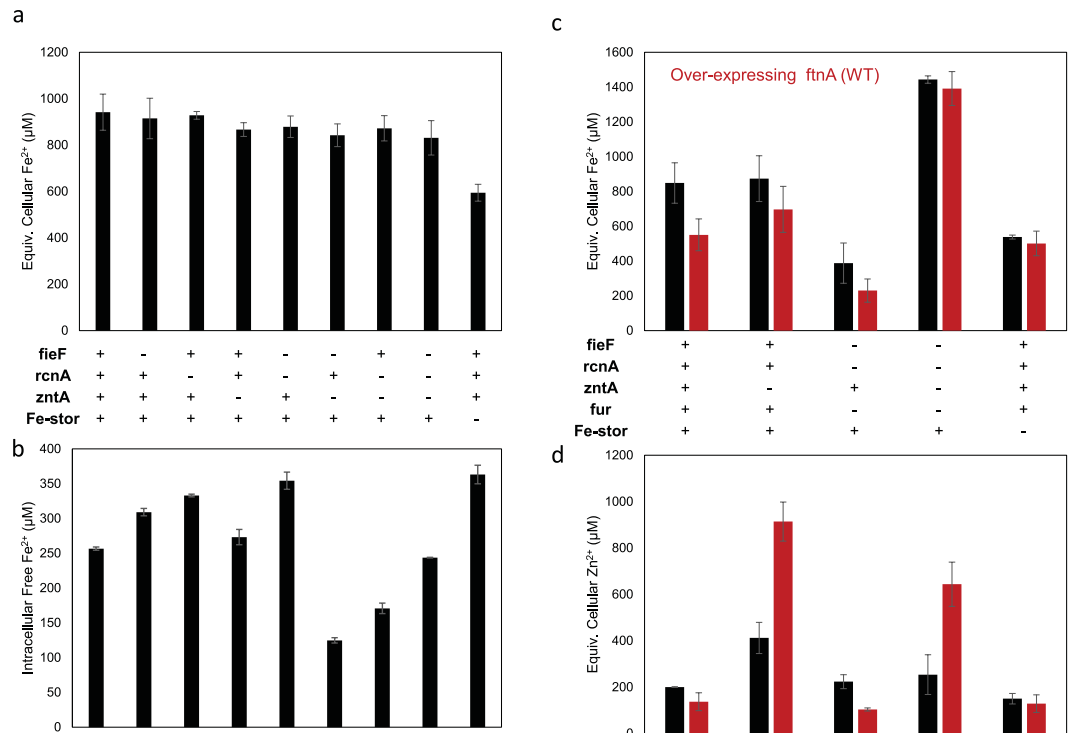 a
1200
1000
800
600
400
200
0
Equiv. Cellular Fe²⁺ (µM)
fieF + - + + - - + - +
rcnA + + - + - + - - +
zntA + + + - + - - - +
Fe-stor + + + + + + + + -
b
400
350
300
250
200
150
100
50
0
Intracellular Free Fe²⁺ (µM)
c
1600
1400
1200
1000
800
600
400
200
0
Equiv. Cellular Fe²⁺ (µM)
Over-expressing ftnA (WT)
fieF + + - - +
rcnA + + - - +
zntA + - + - +
fur + + - - +
Fe-stor + + + + -
d
1200
1000
800
600
400
200
0
Equiv. Cellular Zn²⁺ (µM)